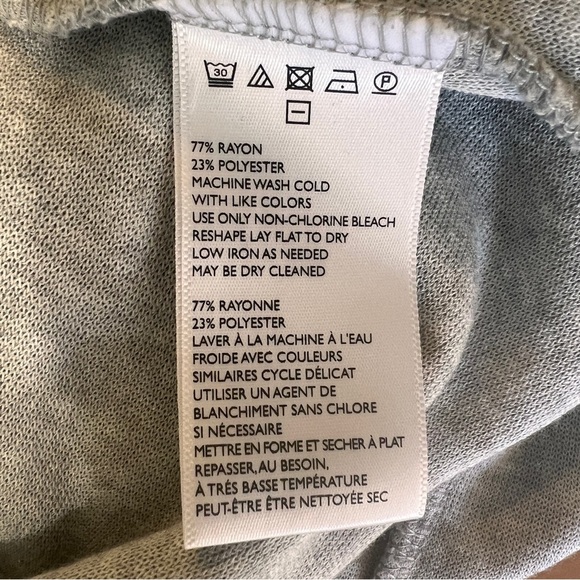 30
P
77% RAYON
23% POLYESTER
MACHINE WASH COLD
WITH LIKE COLORS
USE ONLY NON-CHLORINE BLEACH
RESHAPE LAY FLAT TO DRY
LOW IRON AS NEEDED
MAY BE DRY CLEANED
77% RAYONNE
23% POLYESTER
LAVER À LA MACHINE À L'EAU
FROIDE AVEC COULEURS
SIMILAIRES CYCLE DÉLICAT
UTILISER UN AGENT DE
BLANCHIMENT SANS CHLORE
SI NÉCESSAIRE
METTRE EN FORME ET SECHER À PLAT
REPASSER, AU BESOIN,
À TRÉS BASSE TEMPÉRATURE
PEUT-ÊTRE ÊTRE NETTOYÉE SEC